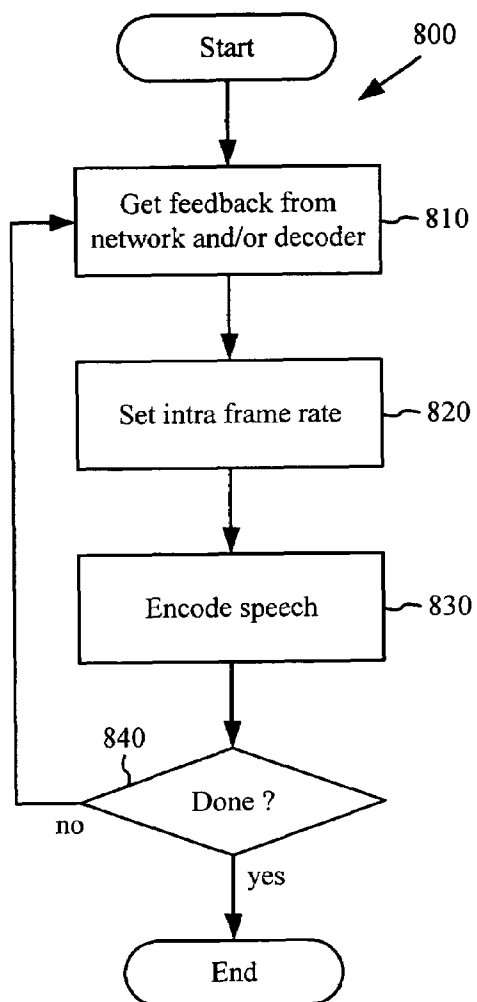 Start
800
Get feedback from
network and/or decoder
810
Set intra frame rate
820
Encode speech
830
840
Done ?
no
yes
End